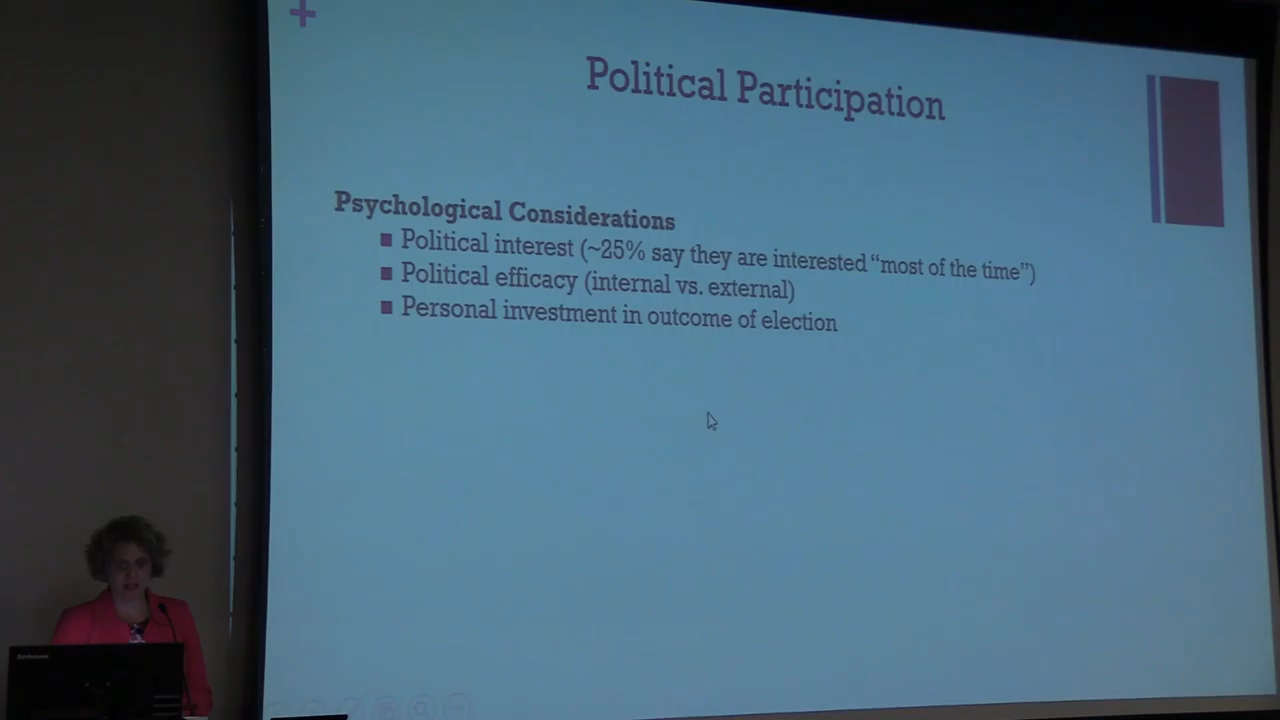 +
Political Participation
Psychological Considerations
■ Political interest (~25% say they are interested “most of the time”)
■ Political efficacy (internal vs. external)
■ Personal investment in outcome of election